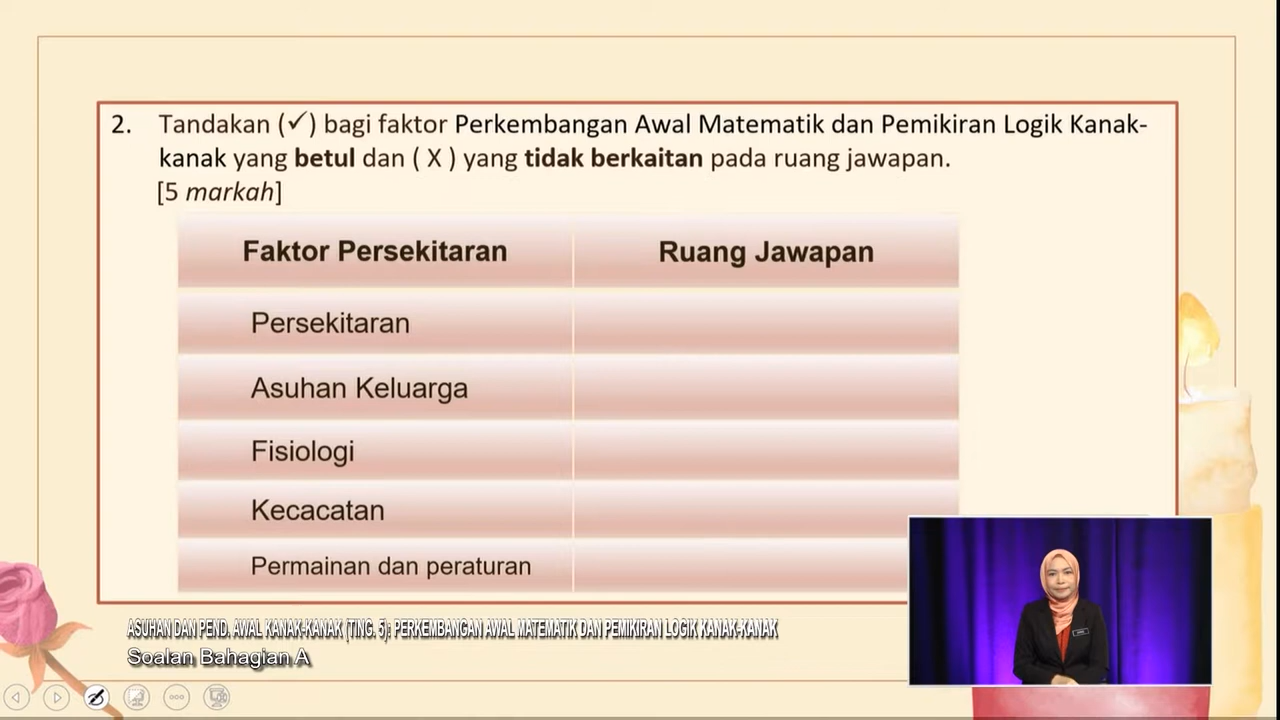 2. Tandakan (✓) bagi faktor Perkembangan Awal Matematik dan Pemikiran Logik Kanak-
kanak yang betul dan ( X ) yang tidak berkaitan pada ruang jawapan.
[5 markah]
Faktor Persekitaran Ruang Jawapan
Persekitaran
Asuhan Keluarga
Fisiologi
Kecacatan
Permainan dan peraturan
ASUHAN DAN PEND. AWAL KANAK-KANAK (TING. 5): PERKEMBANGAN AWAL MATEMATIK DAN PEMIKIRAN LOGIK KANAK-KANAK
Soalan Bahagian A